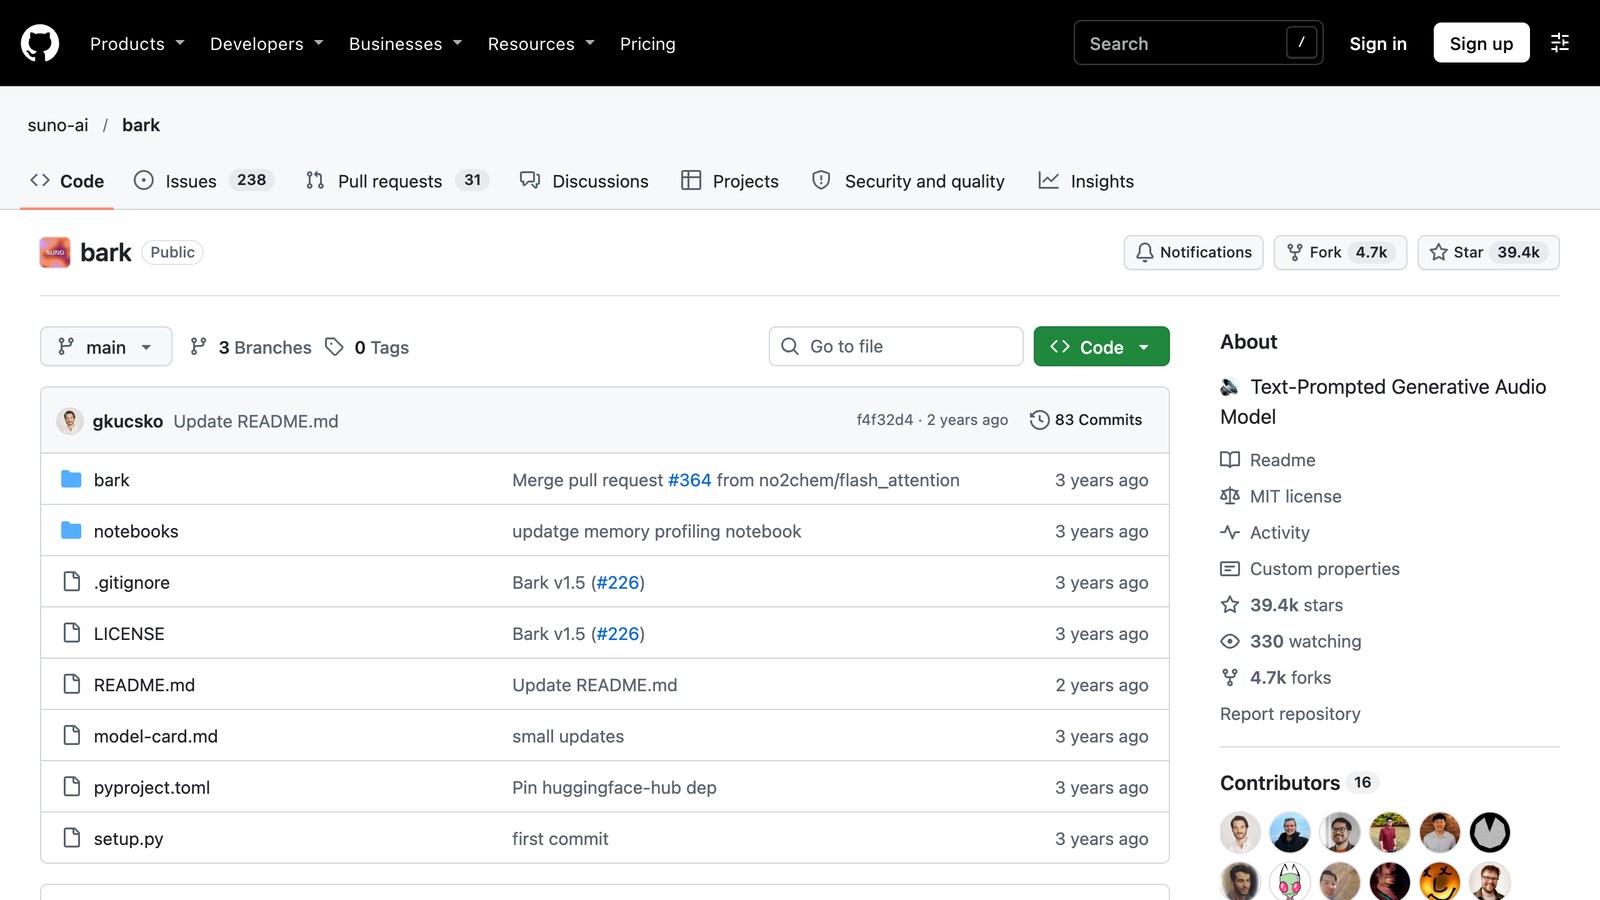 Products Developers Businesses Resources Pricing Search / Sign in Sign up
suno-ai / bark
Code Issues 238 Pull requests 31 Discussions Projects Security and quality Insights
SUNO bark Public Notifications Fork 4.7k Star 39.4k
main 3 Branches 0 Tags Go to file Code
gkucsko Update README.md f4f32d4 · 2 years ago 83 Commits
bark Merge pull request #364 from no2chem/flash_attention 3 years ago
notebooks updatge memory profiling notebook 3 years ago
.gitignore Bark v1.5 (#226) 3 years ago
LICENSE Bark v1.5 (#226) 3 years ago
README.md Update README.md 2 years ago
model-card.md small updates 3 years ago
pyproject.toml Pin huggingface-hub dep 3 years ago
setup.py first commit 3 years ago
About
Text-Prompted Generative Audio
Model
Readme
MIT license
Activity
Custom properties
39.4k stars
330 watching
4.7k forks
Report repository
Contributors 16